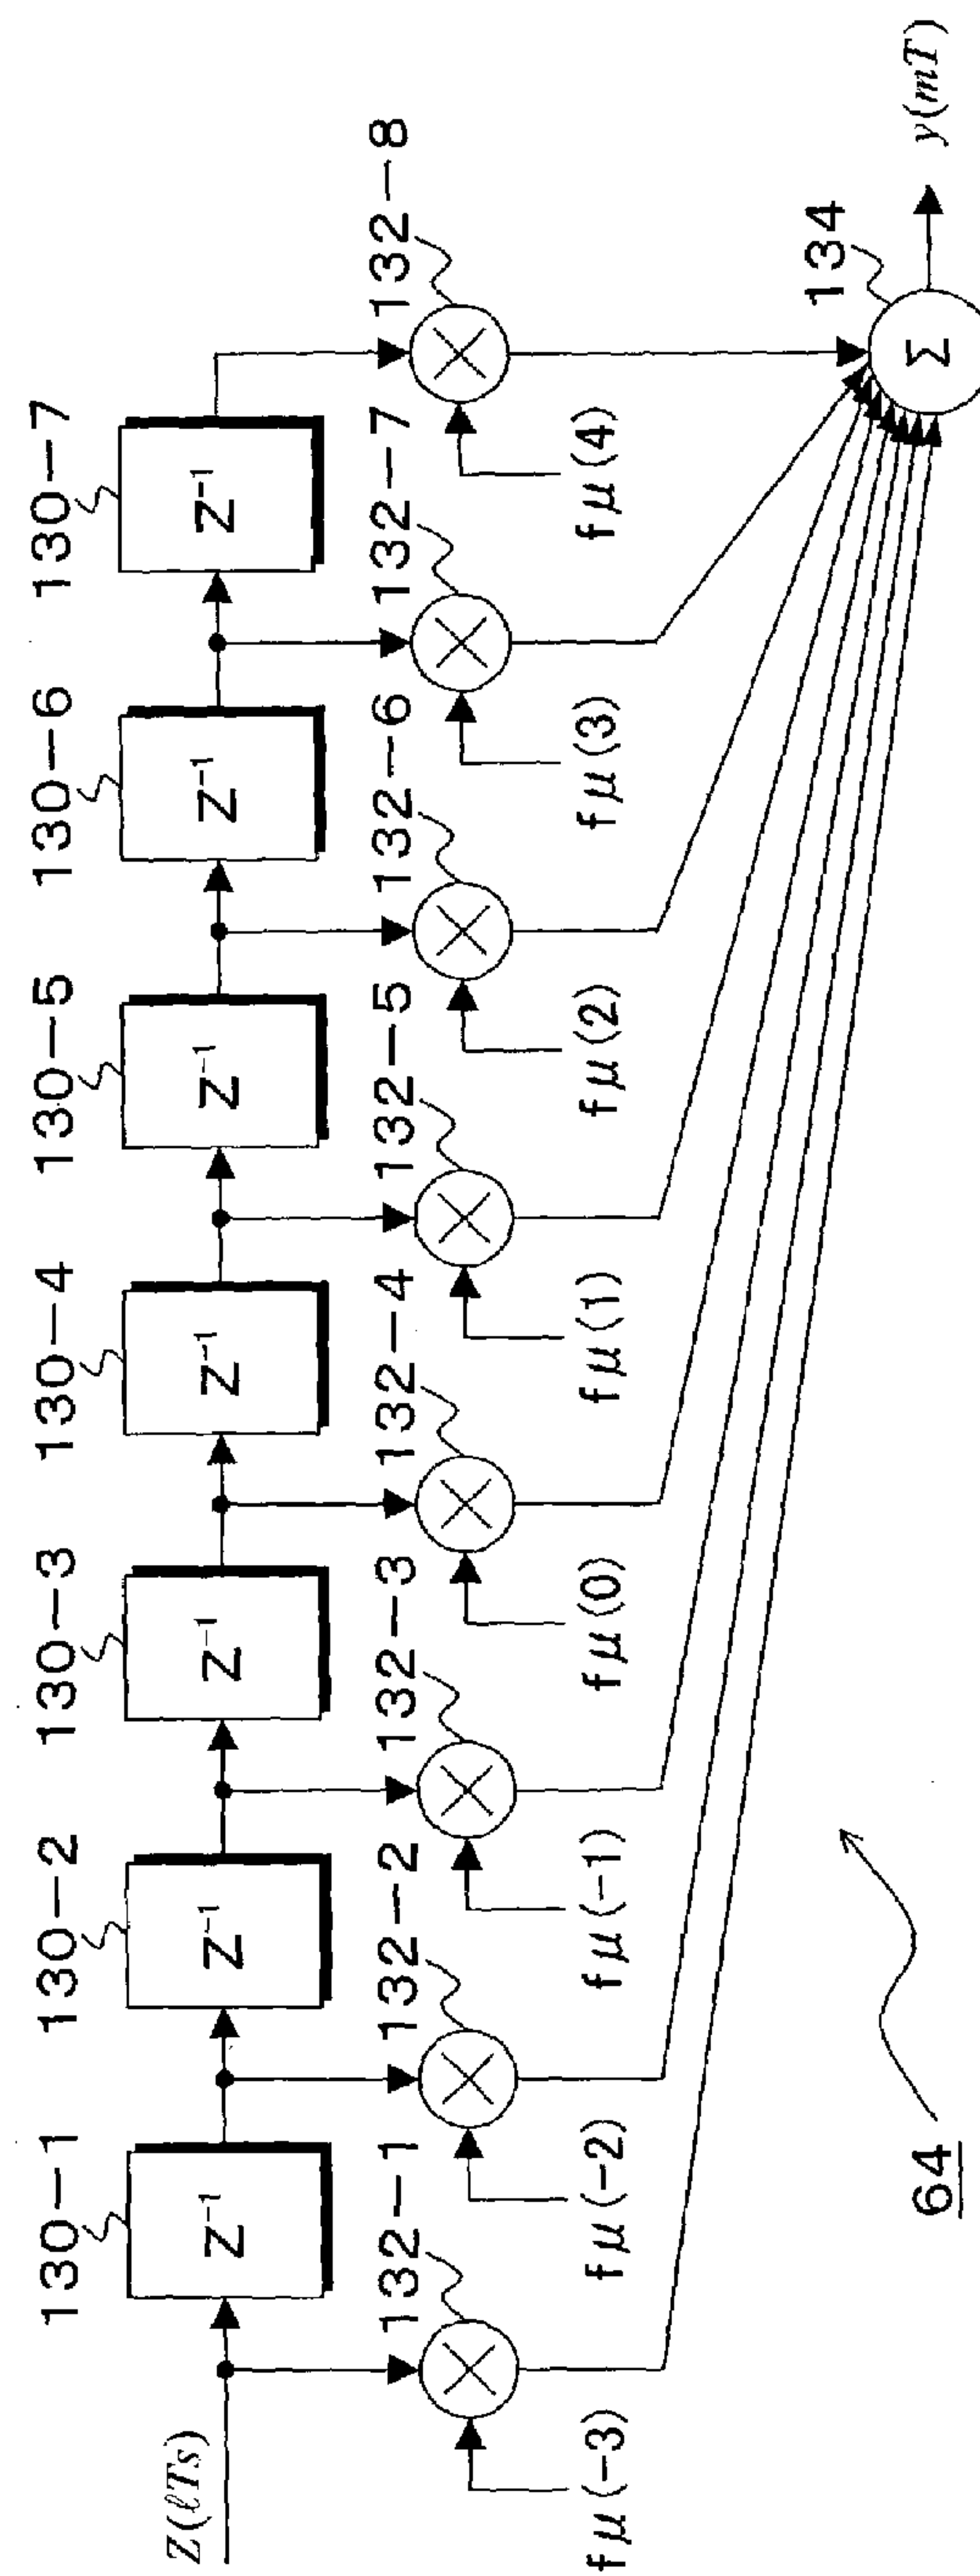 130-1 130-2 130-3 130-4 130-5 130-6 130-7
Z(ℓTs) Z⁻¹ Z⁻¹ Z⁻¹ Z⁻¹ Z⁻¹ Z⁻¹ Z⁻¹
132-1 132-2 132-3 132-4 132-5 132-6 132-7 132-8
fμ(-3) fμ(-2) fμ(-1) fμ(0) fμ(1) fμ(2) fμ(3) fμ(4)
134
64 Σ y(mT)